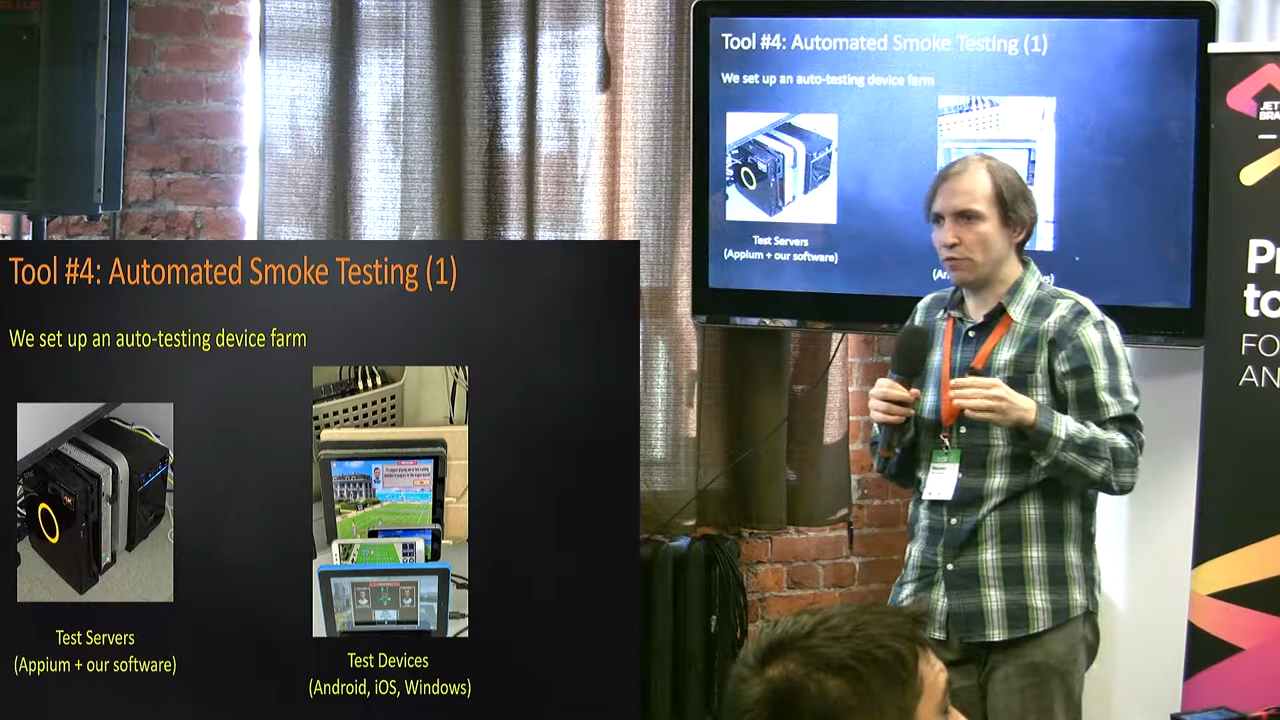 Tool #4: Automated Smoke Testing (1)
We set up an auto-testing device farm
Test Servers
(Appium + our software)
JET
BRA
FO
Tool #4: Automated Smoke Testing (1)
We set up an auto-testing device farm
Test Servers
(Appium + our software)
Test Devices
(Android, iOS, Windows)